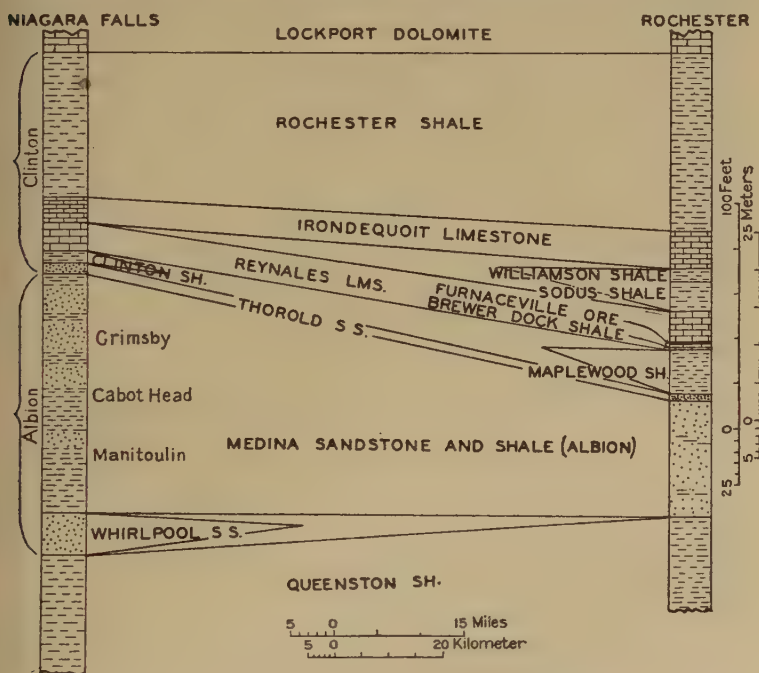 NIAGARA FALLS
ROCHESTER
LOCKPORT DOLOMITE
ROCHESTER SHALE
Clinton
100 Feet
25 Meters
IRONDEQUOIT LIMESTONE
WILLIAMSON SHALE
CLINTON SH.
REYNALES LMS.
SODUS SHALE
FURNACEVILLE ORE
BREWER DOCK SHALE
THOROLD S S.
Grimsby
MAPLEWOOD SH.
Cabot Head
Albion
MEDINA SANDSTONE AND SHALE (ALBION)
0
0
5
25
Manitoulin
WHIRLPOOL S S.
QUEENSTON SH.
5 0 15 Miles
5 0 20 Kilometer